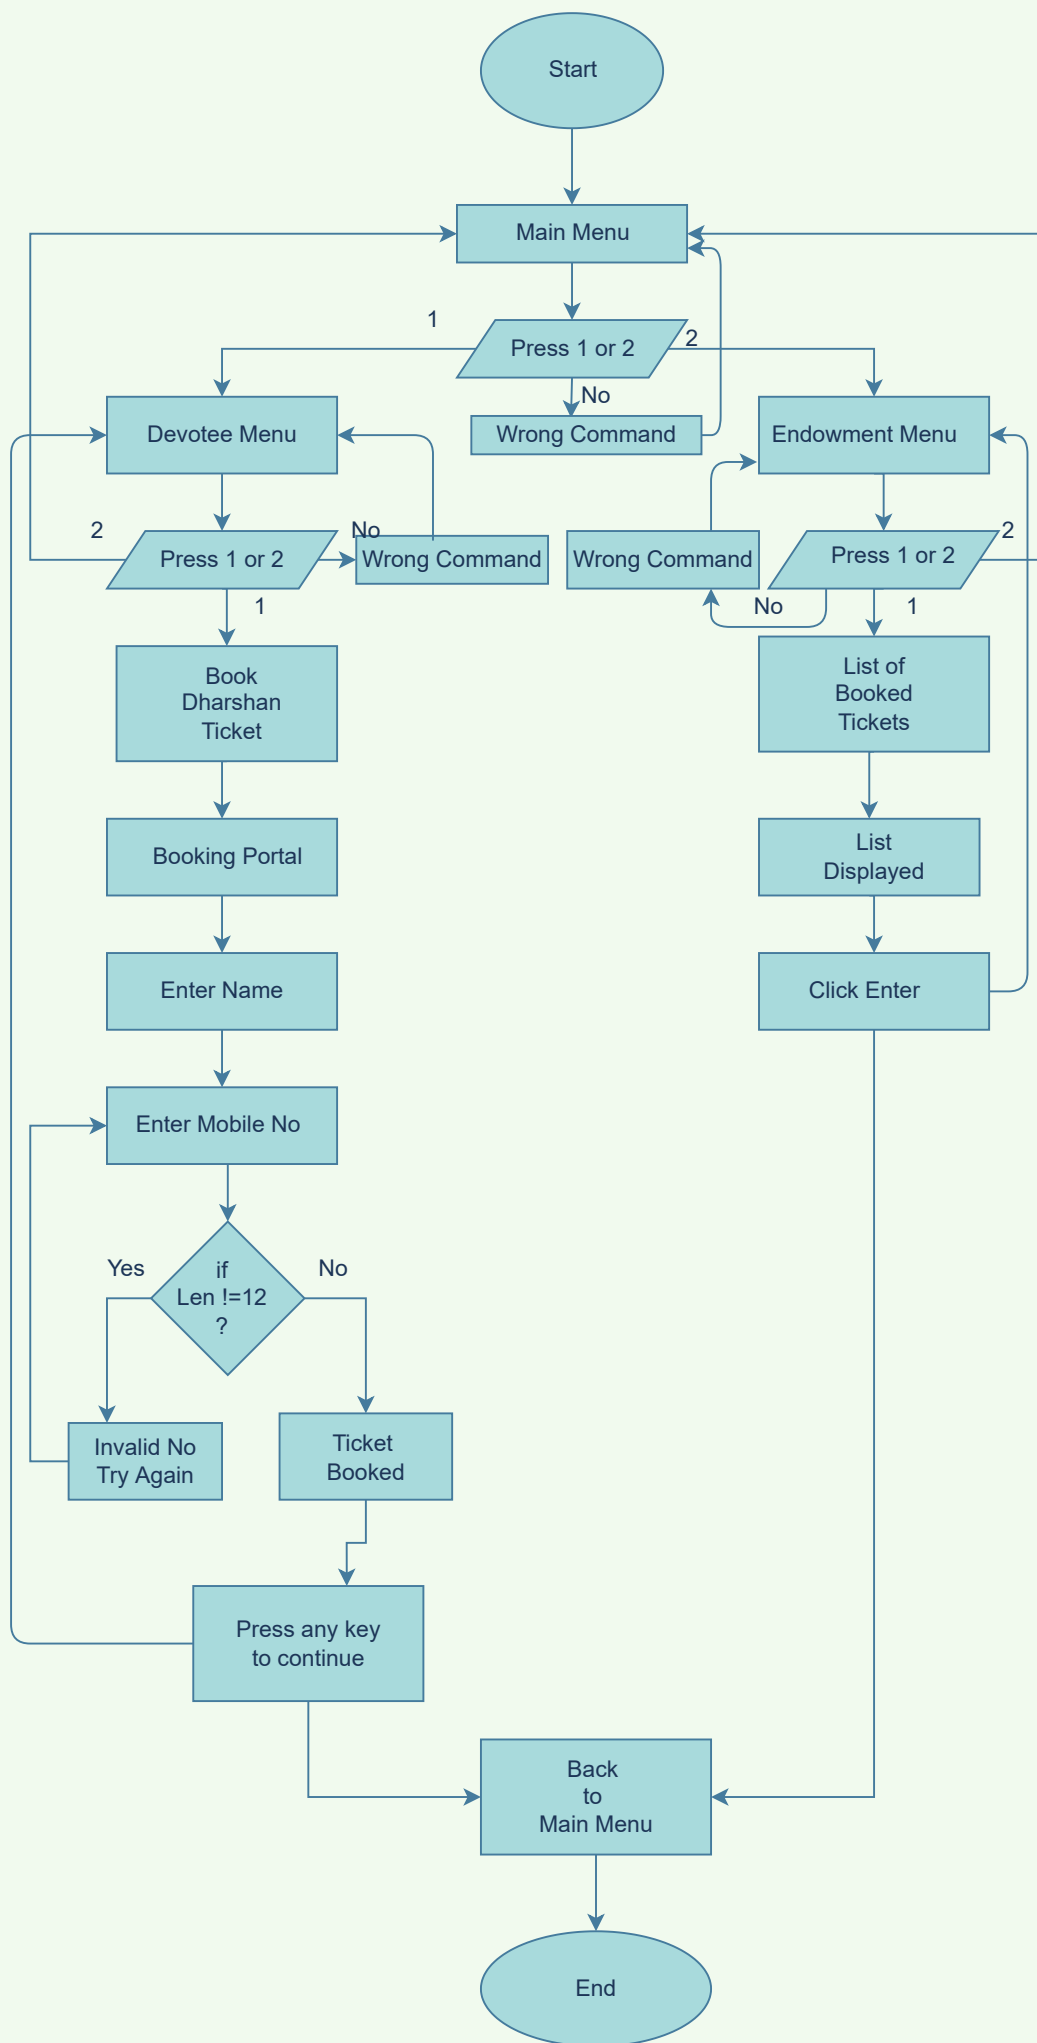 Start
Main Menu
1
Press 1 or 2
2
No
Wrong Command
Devotee Menu
Endowment Menu
2
Press 1 or 2
No
Wrong Command
1
Wrong Command
Press 1 or 2
2
No
1
Book
Dharshan
Ticket
List of
Booked
Tickets
Booking Portal
List
Displayed
Enter Name
Click Enter
Enter Mobile No
Yes
if
Len !=12
?
No
Invalid No
Try Again
Ticket
Booked
Press any key
to continue
Back
to
Main Menu
End